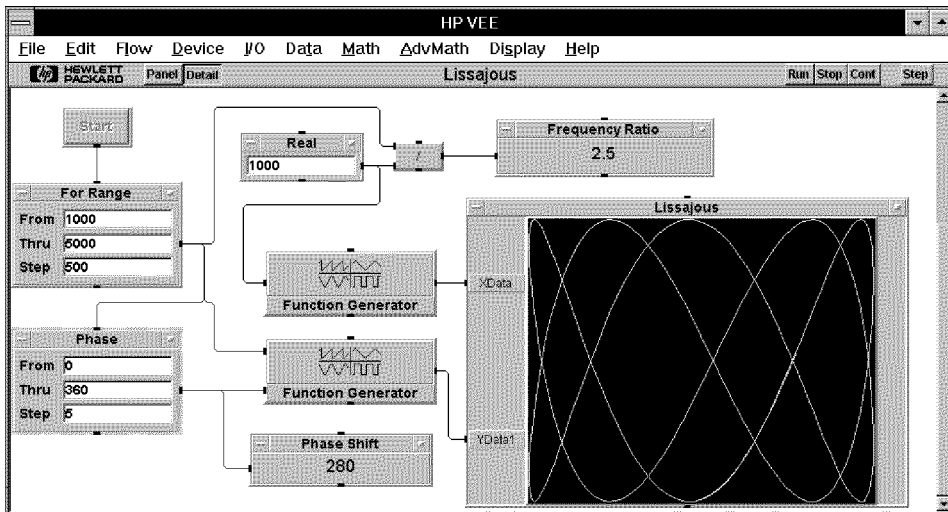 HP VEE
File Edit Flow Device I/O Data Math AdvMath Display Help
hp HEWLETT PACKARD Panel Detail Lissajous Run Stop Cont Step
Start
Real
1000
/
Frequency Ratio
2.5
For Range
From 1000
Thru 5000
Step 500
Function Generator
Lissajous
XData
Phase
From 0
Thru 360
Step 5
Function Generator
YData1
Phase Shift
280